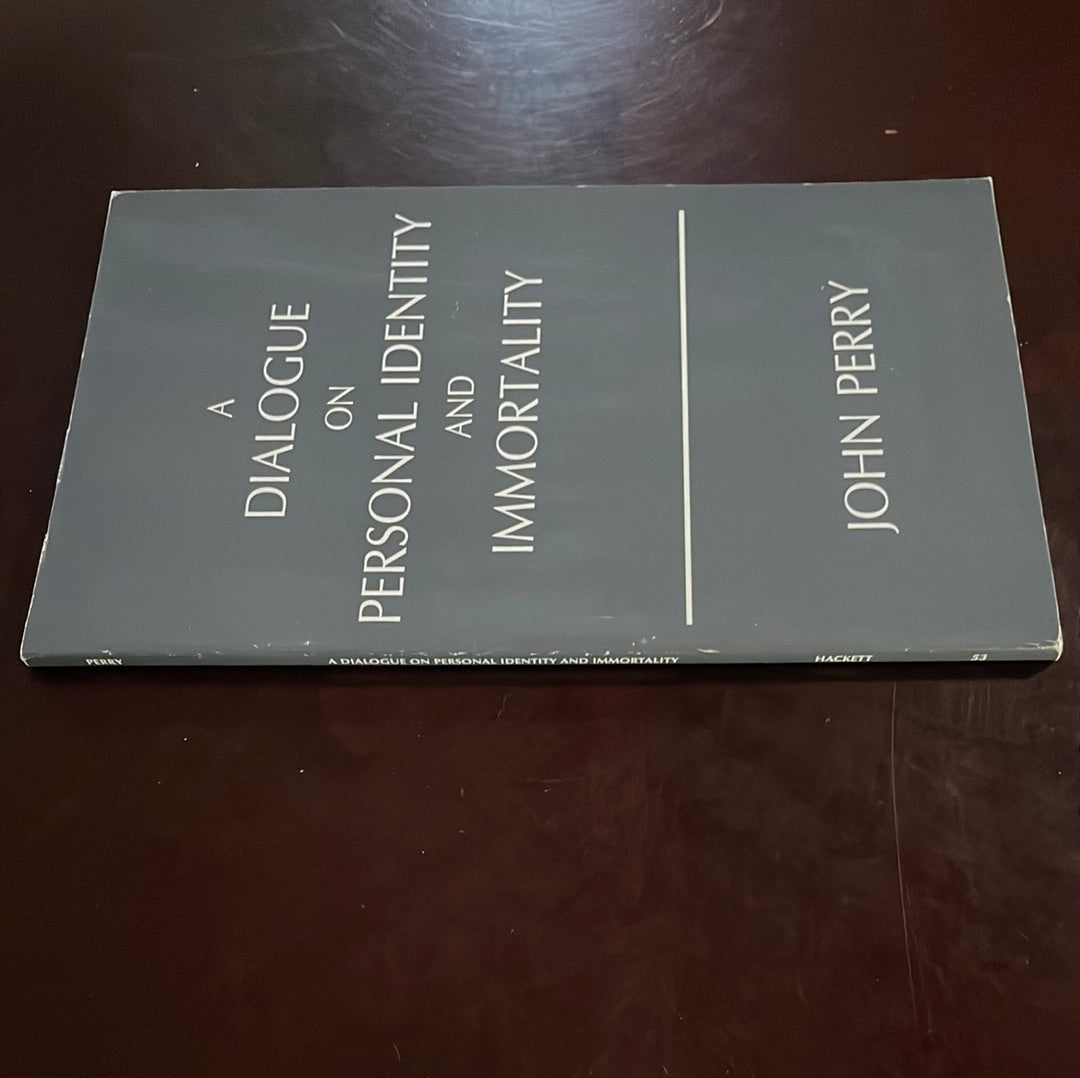 A
DIALOGUE
ON
PERSONAL IDENTITY
AND
IMMORTALITY
JOHN PERRY
PERRY A DIALOGUE ON PERSONAL IDENTITY AND IMMORTALITY HACKETT 53